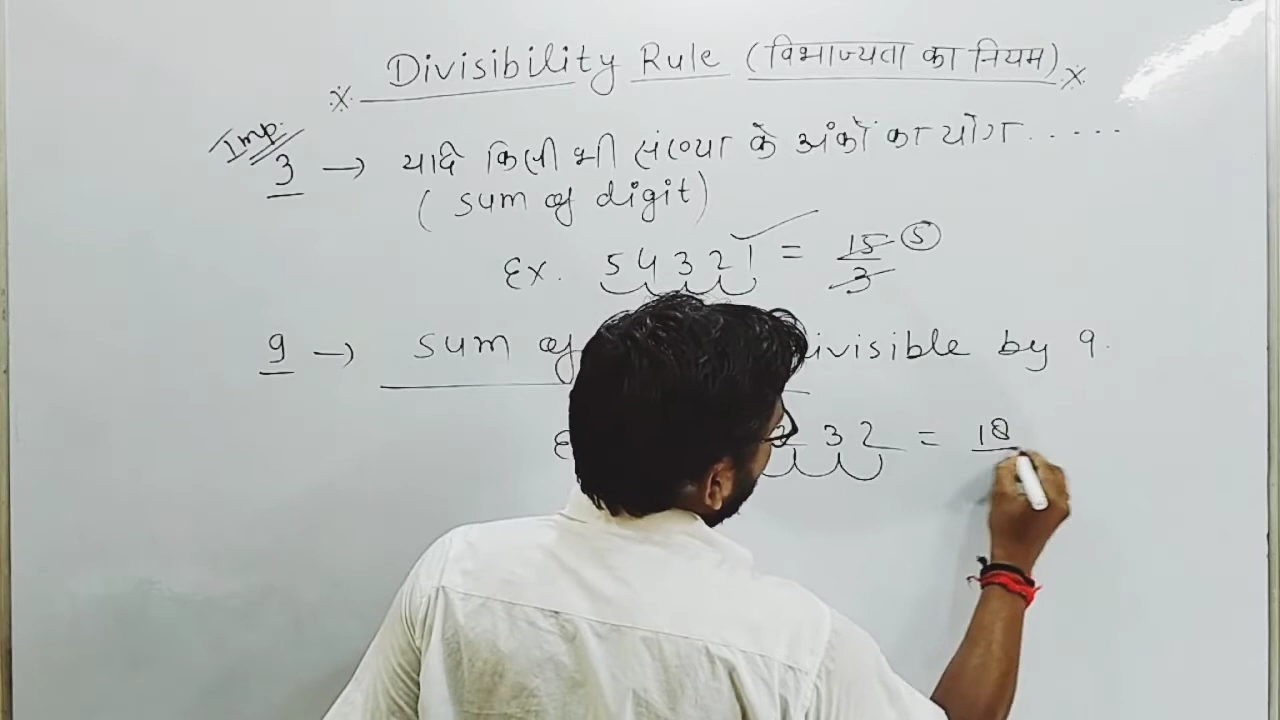 Divisibility Rule (विभाज्यता का नियम)
Imp.
3 → यदि किसी भी संख्या के अंकों का योग .....
(sum of digit)
Ex. 54321 = 15/3 5
9 → sum of divisible by 9.
32 = 18